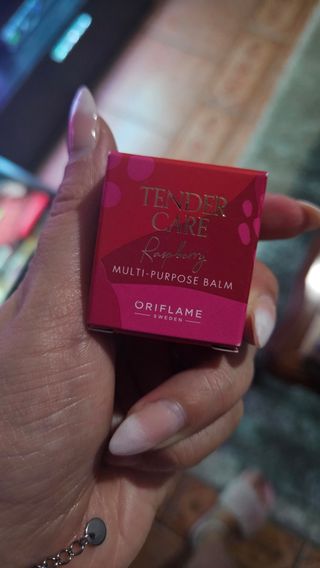 TENDER
CARE
Raspberry
MULTI-PURPOSE BALM
ORIFLAME
SWEDEN